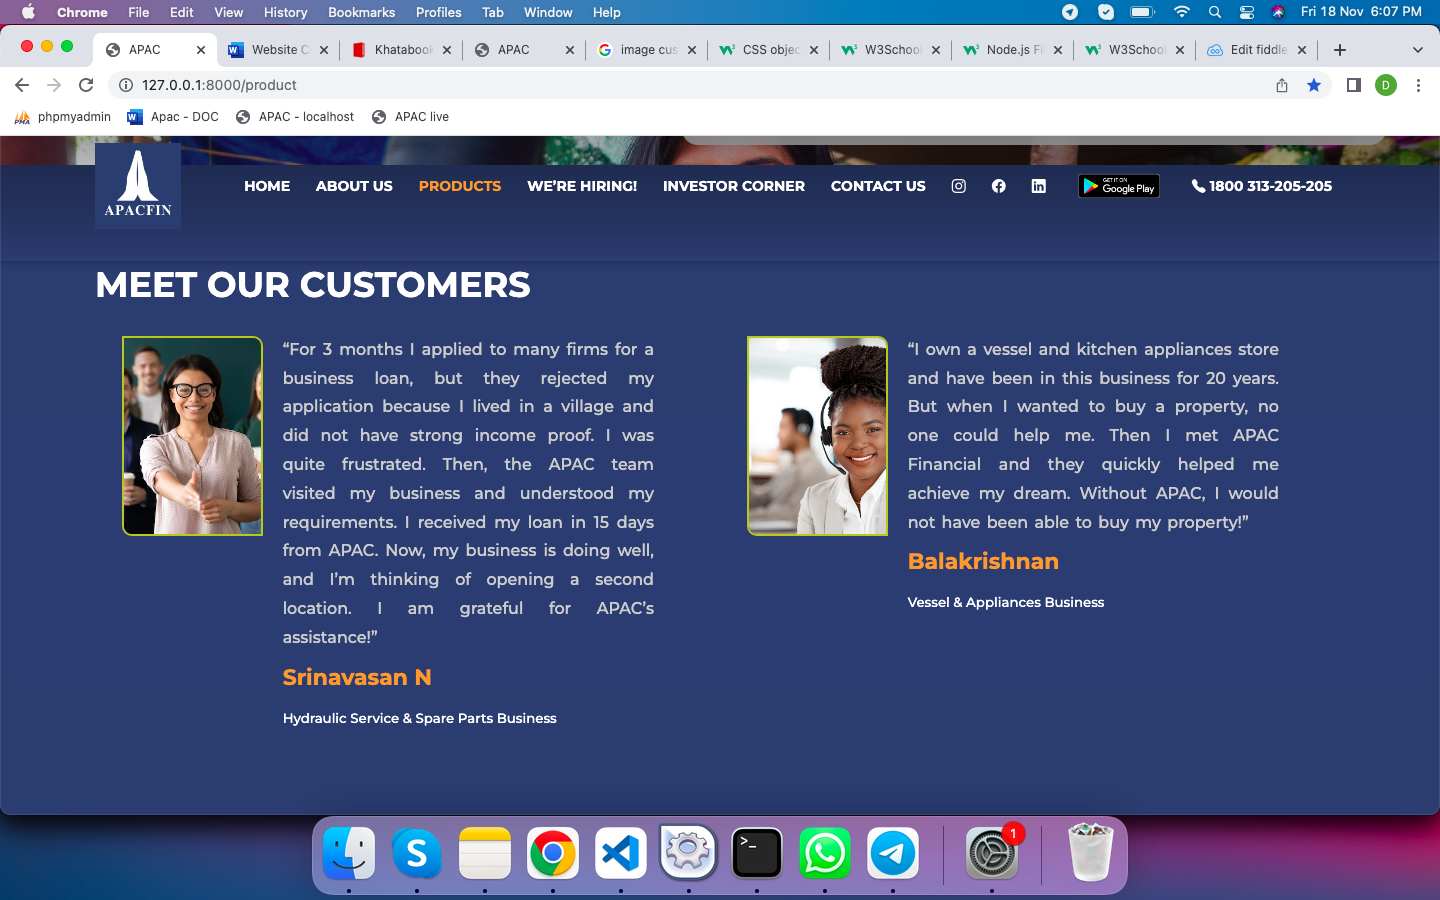 Chrome File Edit View History Bookmarks Profiles Tab Window Help Fri 18 Nov 6:07 PM
APAC Website C Khatabook APAC image cus CSS objec W3School Node.js Fi W3School Edit fiddle
127.0.0.1:8000/product D
phpmyadmin Apac - DOC APAC - localhost APAC live
APACFIN
HOME ABOUT US PRODUCTS WE'RE HIRING! INVESTOR CORNER CONTACT US GET IT ON Google Play 1800 313-205-205
MEET OUR CUSTOMERS
“For 3 months I applied to many firms for a
business loan, but they rejected my
application because I lived in a village and
did not have strong income proof. I was
quite frustrated. Then, the APAC team
visited my business and understood my
requirements. I received my loan in 15 days
from APAC. Now, my business is doing well,
and I’m thinking of opening a second
location. I am grateful for APAC’s
assistance!”
Srinavasan N
Hydraulic Service & Spare Parts Business
“I own a vessel and kitchen appliances store
and have been in this business for 20 years.
But when I wanted to buy a property, no
one could help me. Then I met APAC
Financial and they quickly helped me
achieve my dream. Without APAC, I would
not have been able to buy my property!”
Balakrishnan
Vessel & Appliances Business
1